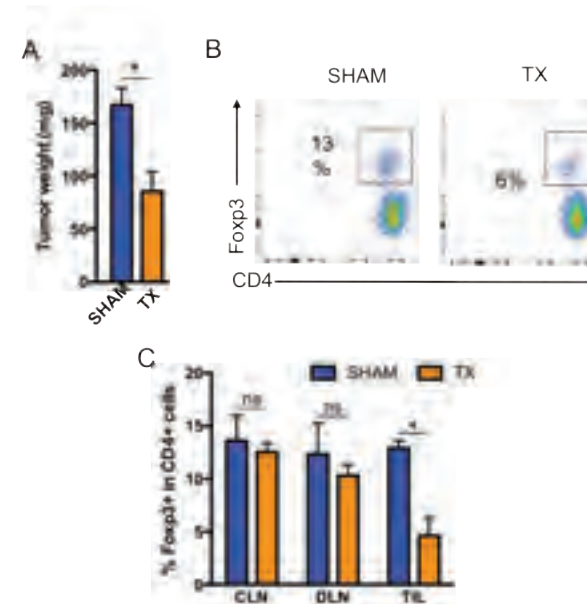 A
Tumor weight (mg)
200
150
100
50
0
*
SHAM
TX
B
SHAM
TX
Foxp3
13
%
6%
CD4
C
SHAM
TX
% Foxp3+ in CD4+ cells
20
15
10
5
0
ns
ns
*
CLN
DLN
TIL